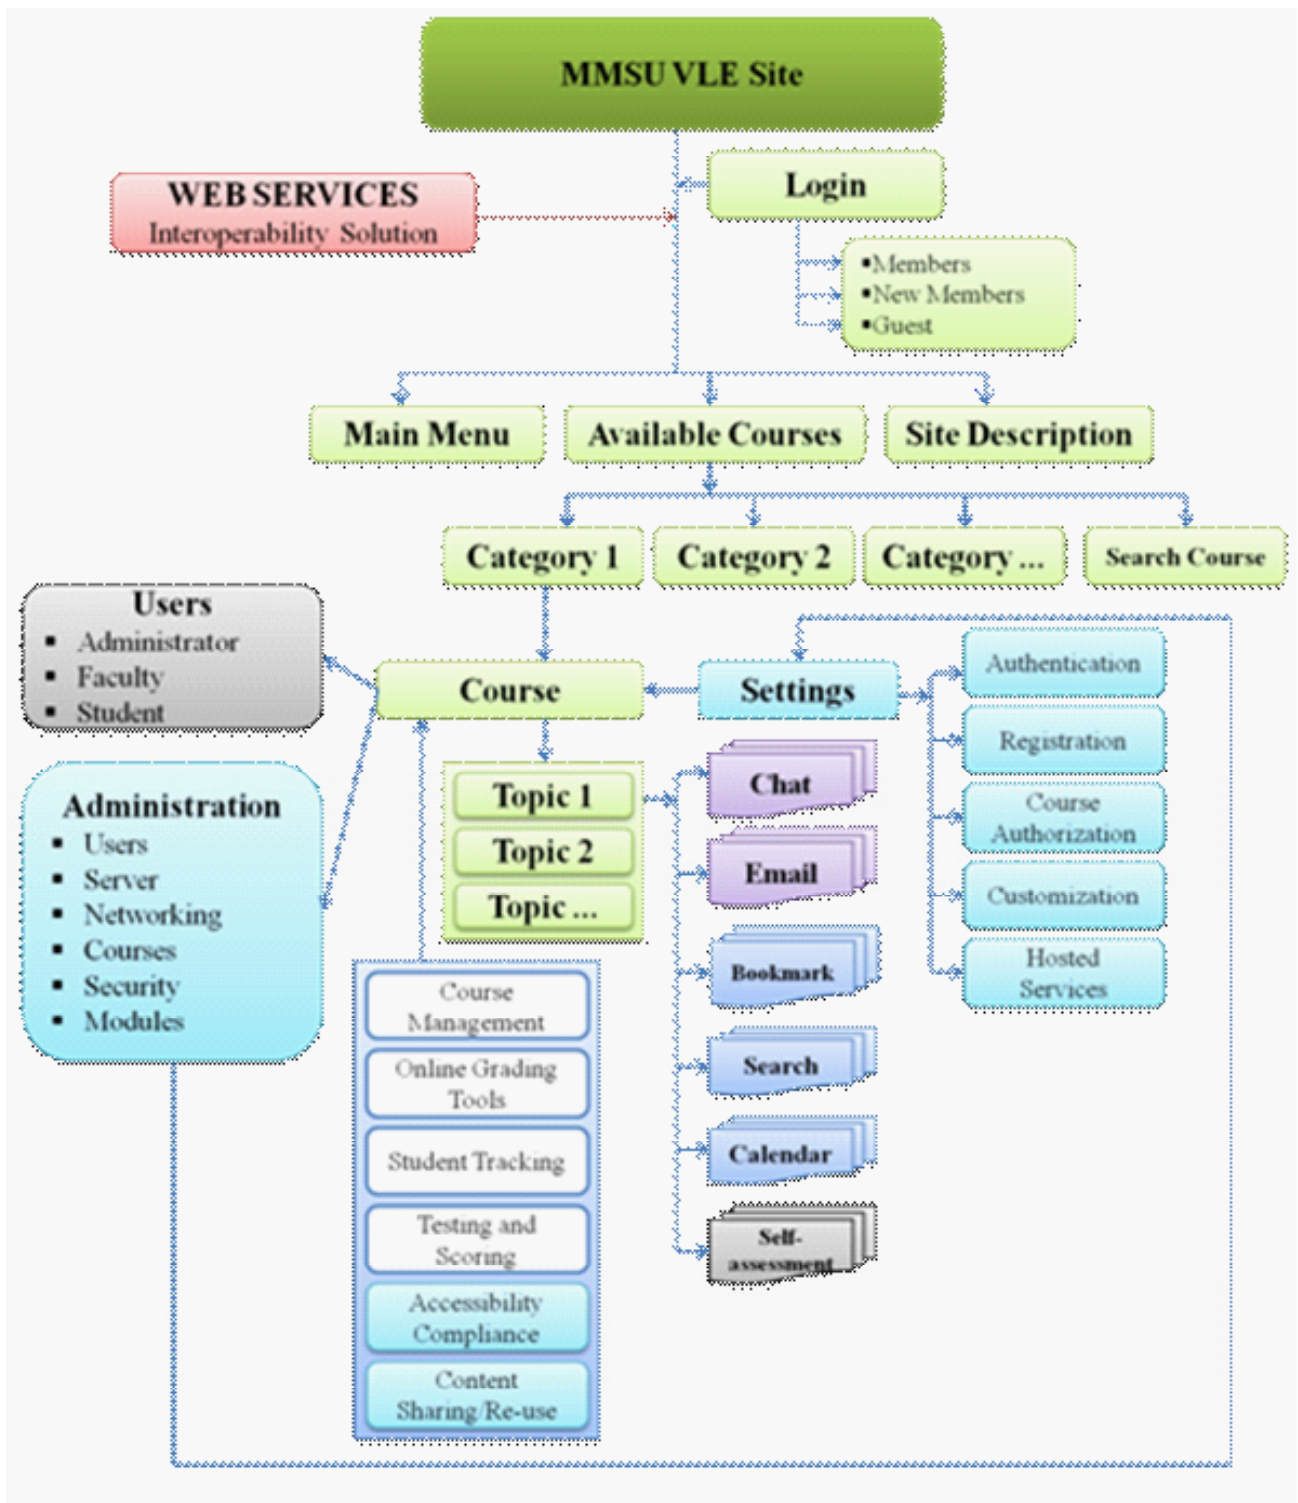 MMSU VLE Site
Login
WEB SERVICES
Interoperability Solution
▪Members
▪New Members
▪Guest
Main Menu
Available Courses
Site Description
Category 1
Category 2
Category ...
Search Course
Users
▪ Administrator
▪ Faculty
▪ Student
Course
Settings
Authentication
Registration
Course
Authorization
Customization
Hosted
Services
Administration
▪ Users
▪ Server
▪ Networking
▪ Courses
▪ Security
▪ Modules
Topic 1
Topic 2
Topic ...
Chat
Email
Bookmark
Search
Calendar
Self-
assessment
Course
Management
Online Grading
Tools
Student Tracking
Testing and
Scoring
Accessibility
Compliance
Content
Sharing/Re-use